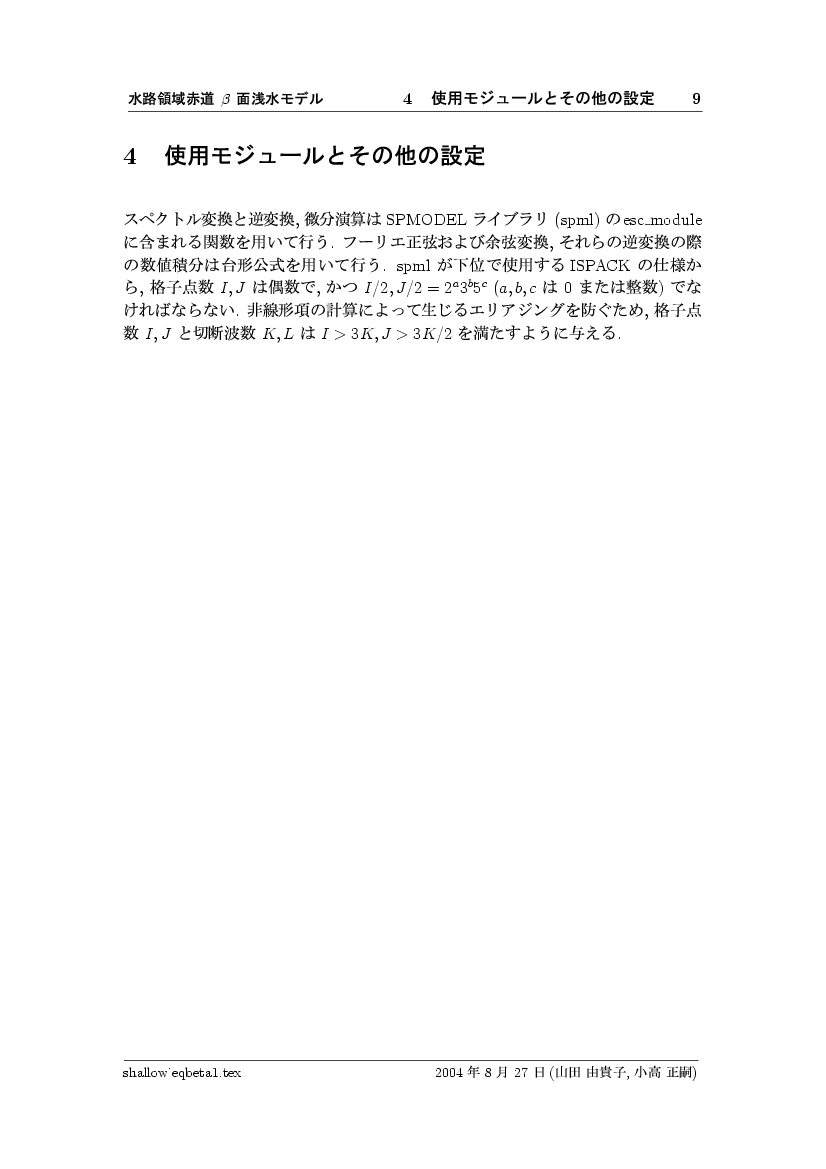 水路領域赤道 β 面浅水モデル 4 使用モジュールとその他の設定 9
4 使用モジュールとその他の設定
スペクトル変換と逆変換, 微分演算は SPMODEL ライブラリ (spml) の esc_module
に含まれる関数を用いて行う. フーリエ正弦および余弦変換, それらの逆変換の際
の数値積分は台形公式を用いて行う. spml が下位で使用する ISPACK の仕様か
ら, 格子点数 I, J は偶数で, かつ I/2, J/2 = 2ᵃ3ᵇ5ᶜ (a, b, c は 0 または整数) でな
ければならない. 非線形項の計算によって生じるエリアジングを防ぐため, 格子点
数 I, J と切断波数 K, L は I > 3K, J > 3K/2 を満たすように与える.
shallow˙eqbeta1.tex 2004 年 8 月 27 日 (山田 由貴子, 小高 正嗣)